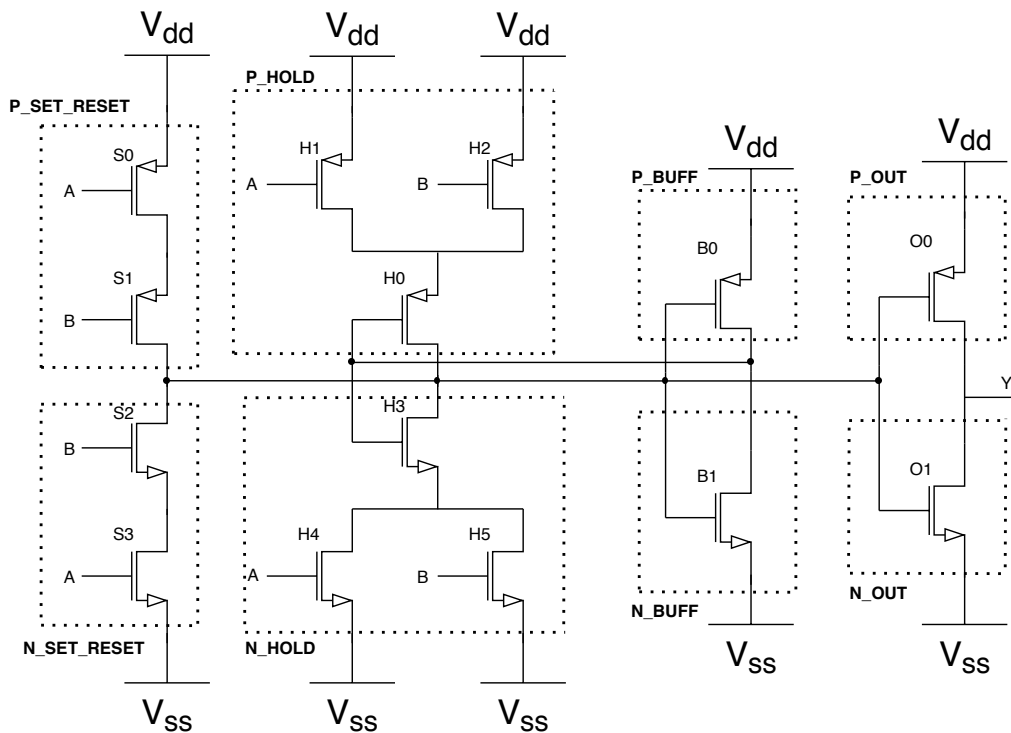 Vdd
Vdd
Vdd
P_HOLD
P_SET_RESET
Vdd
Vdd
S0
H1
H2
A
A
B
P_BUFF
P_OUT
B0
O0
S1
H0
B
H3
Y
S2
B
B1
O1
S3
H4
H5
A
A
B
N_SET_RESET
N_HOLD
N_BUFF
N_OUT
Vss
Vss
Vss
Vss
Vss